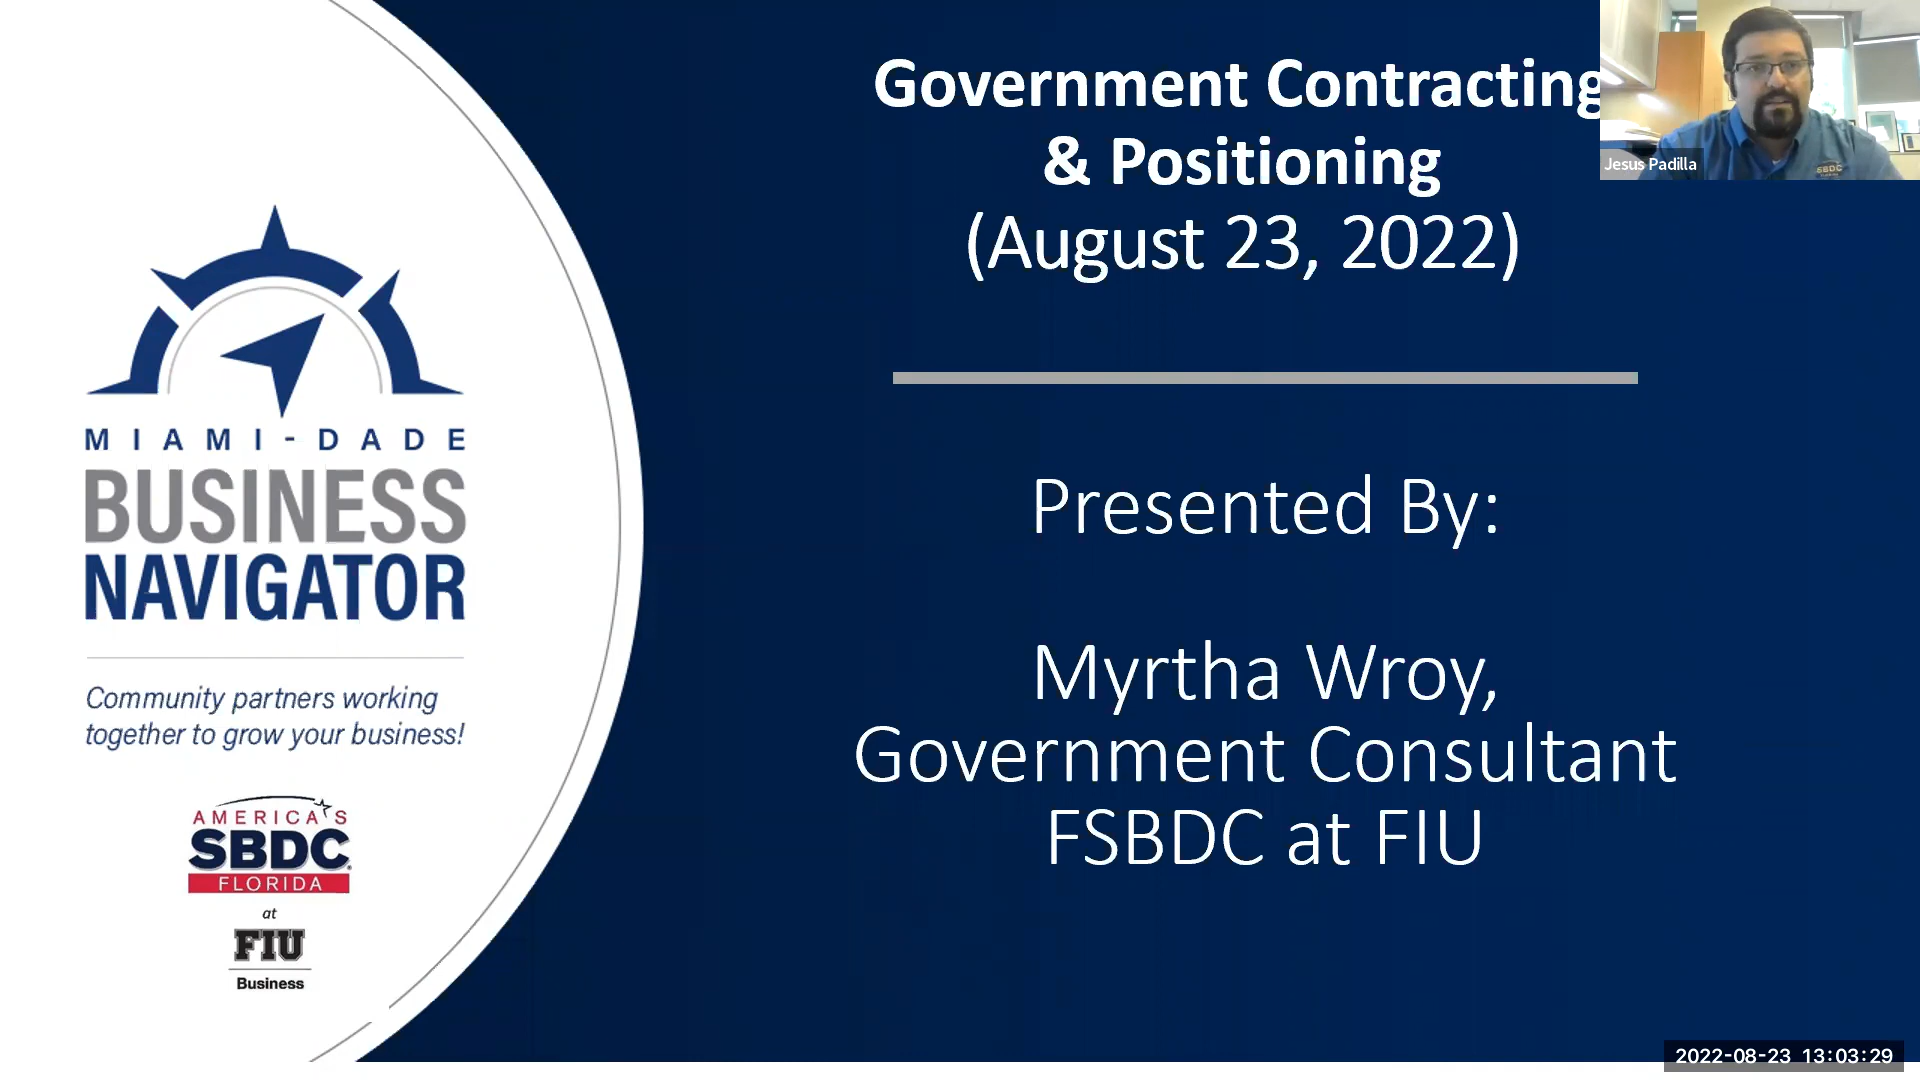 Government Contracting
& Positioning
(August 23, 2022)
Jesus Padilla
SBDC
MIAMI-DADE
BUSINESS
NAVIGATOR
Presented By:
Myrtha Wroy,
Government Consultant
FSBDC at FIU
Community partners working
together to grow your business!
AMERICA'S
SBDC
FLORIDA
at
FIU
Business
2022-08-23 13:03:29